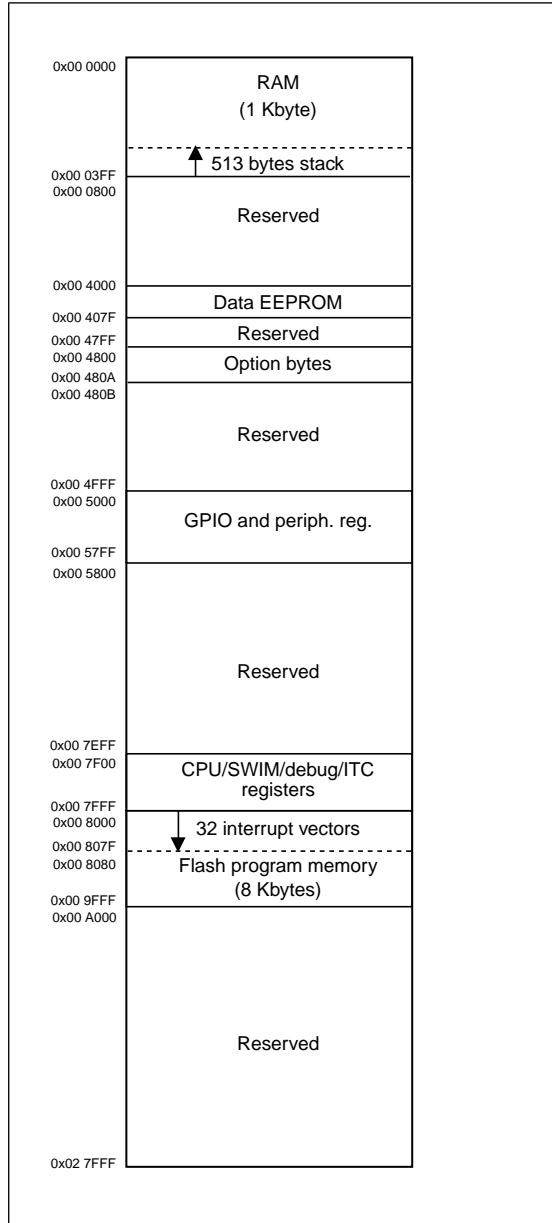 0x00 0000
RAM
(1 Kbyte)
513 bytes stack
0x00 03FF
0x00 0800
Reserved
0x00 4000
Data EEPROM
0x00 407F
Reserved
0x00 47FF
0x00 4800
Option bytes
0x00 480A
0x00 480B
Reserved
0x00 4FFF
0x00 5000
GPIO and periph. reg.
0x00 57FF
0x00 5800
Reserved
0x00 7EFF
0x00 7F00
CPU/SWIM/debug/ITC
registers
0x00 7FFF
0x00 8000
32 interrupt vectors
0x00 807F
0x00 8080
Flash program memory
(8 Kbytes)
0x00 9FFF
0x00 A000
Reserved
0x02 7FFF